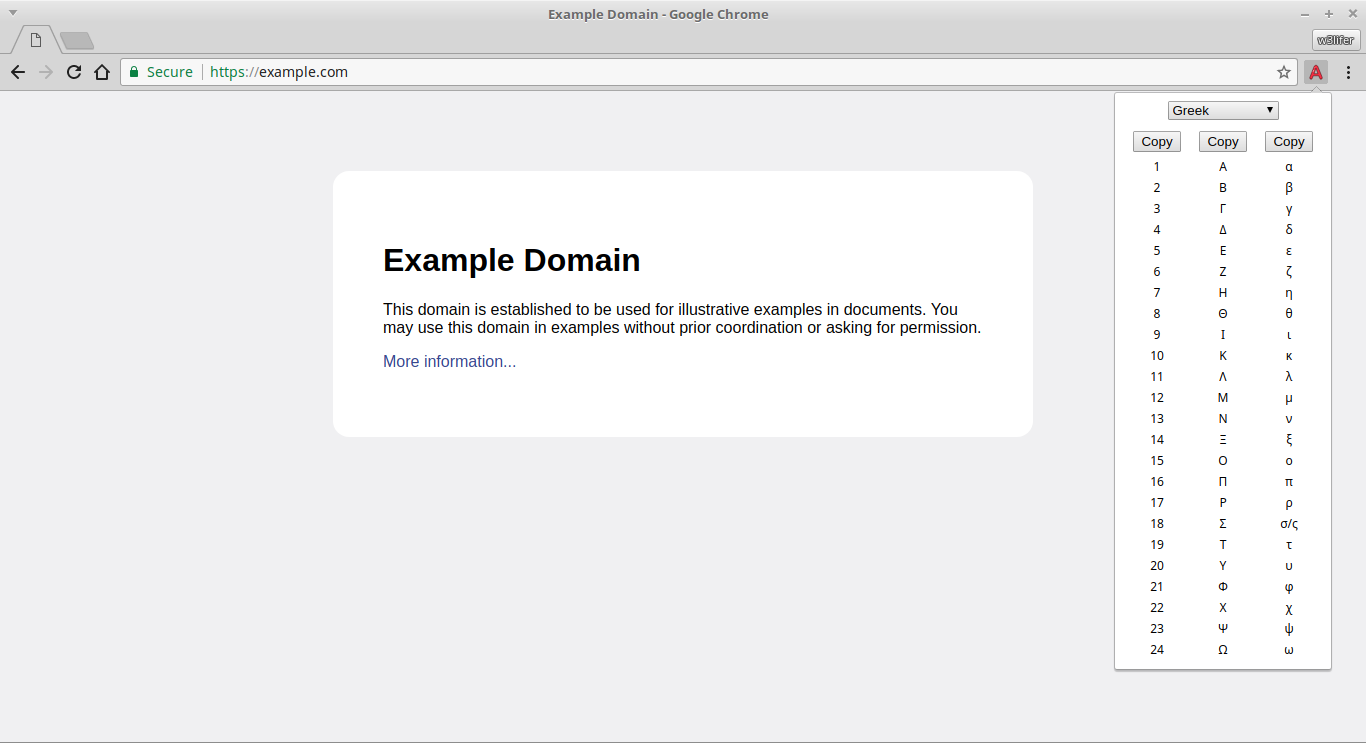 Example Domain - Google Chrome
w3lifer
Secure https://example.com
Greek
Copy Copy Copy
1 Α α
2 Β β
3 Γ γ
4 Δ δ
5 Ε ε
6 Ζ ζ
7 Η η
8 Θ θ
9 Ι ι
10 Κ κ
11 Λ λ
12 Μ μ
13 Ν ν
14 Ξ ξ
15 Ο ο
16 Π π
17 Ρ ρ
18 Σ σ/ς
19 Τ τ
20 Υ υ
21 Φ φ
22 Χ χ
23 Ψ ψ
24 Ω ω
Example Domain
This domain is established to be used for illustrative examples in documents. You
may use this domain in examples without prior coordination or asking for permission.
More information...